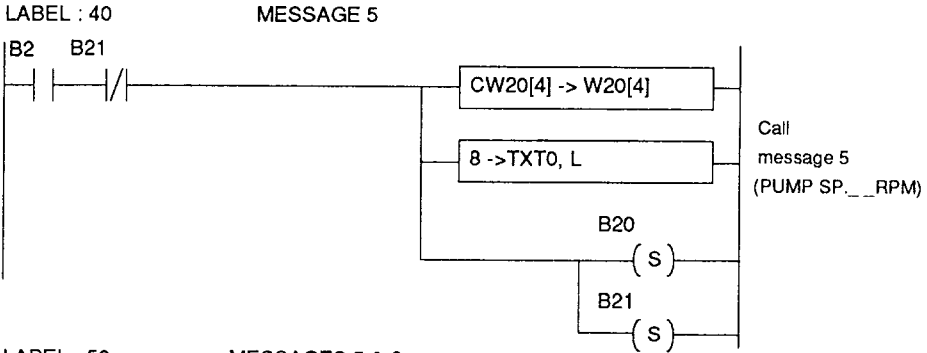 LABEL : 40 MESSAGE 5
B2 B21
CW20[4] -> W20[4]
Call
8 ->TXT0, L message 5
(PUMP SP._ _RPM)
B20
S
B21
S